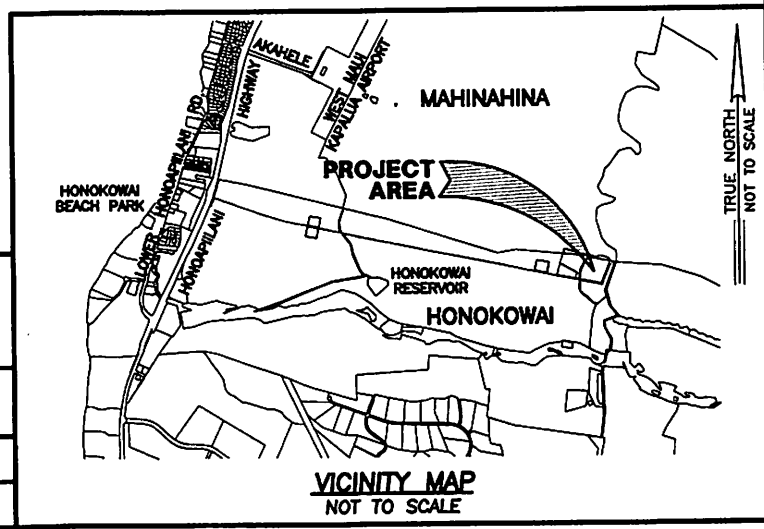 AKAHELE
HIGHWAY
WEST MAUI
KAPALUA AIRPORT
MAHINAHINA
TRUE NORTH
NOT TO SCALE
LOWER HONOAPIILANI RD.
PROJECT
AREA
HONOKOWAI
BEACH PARK
HONOAPIILANI
HONOKOWAI
RESERVOIR
HONOKOWAI
VICINITY MAP
NOT TO SCALE